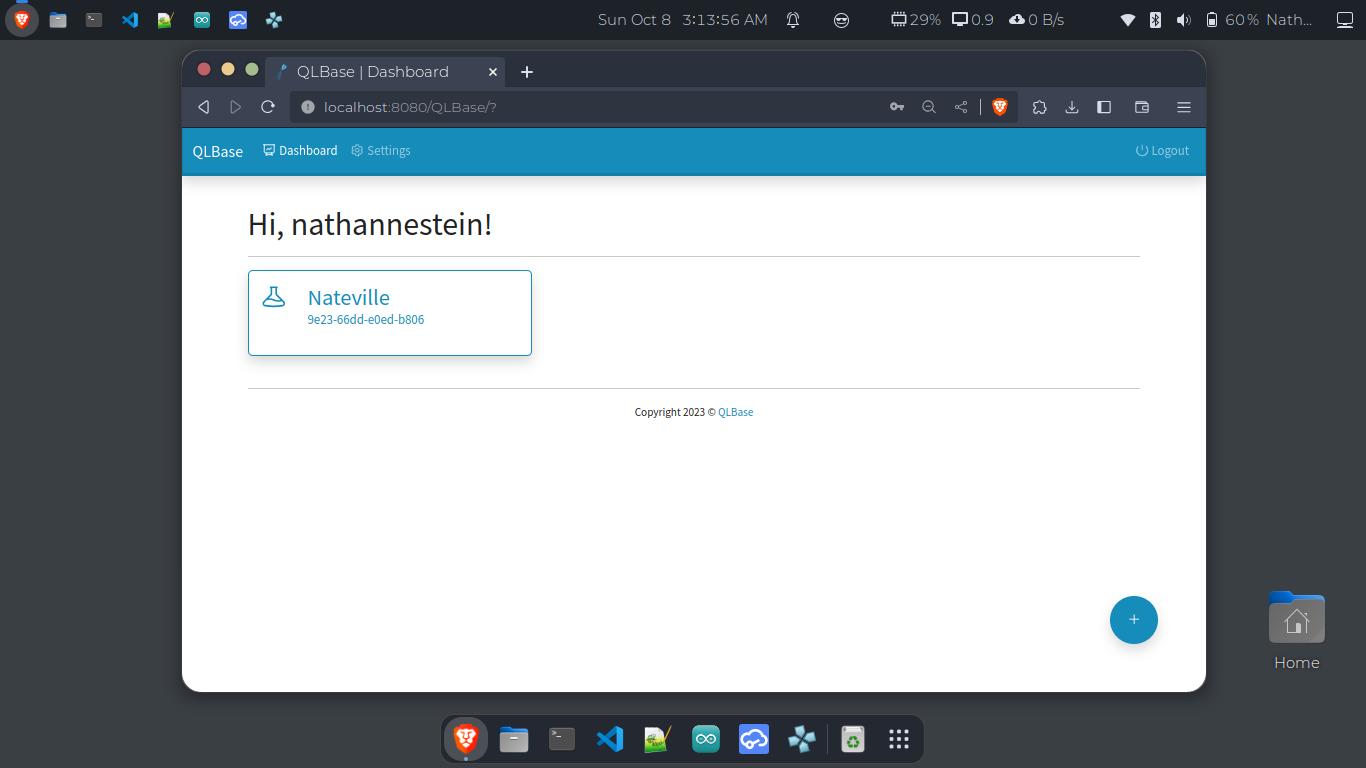 Sun Oct 8 3:13:56 AM
29%
0.9
0 B/s
60% Nath...
QLBase | Dashboard
localhost:8080/QLBase/?
QLBase
Dashboard
Settings
Logout
Hi, nathannestein!
Nateville
9e23-66dd-e0ed-b806
Copyright 2023 © QLBase
+
Home